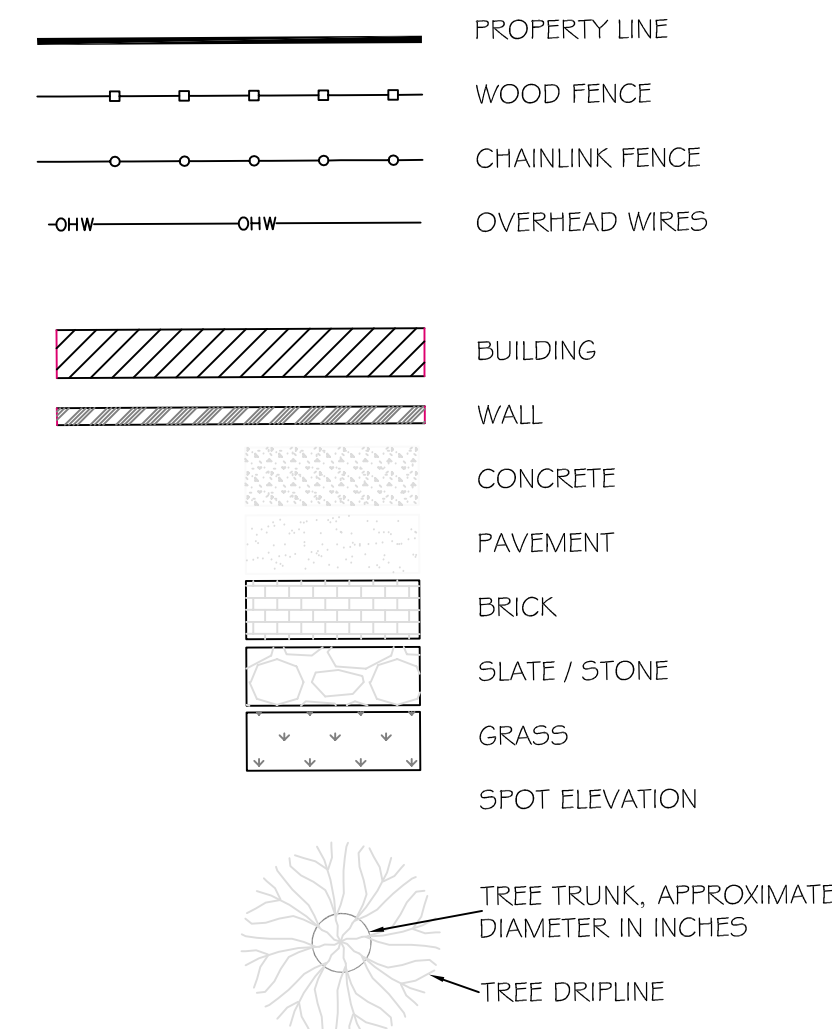 PROPERTY LINE
WOOD FENCE
CHAINLINK FENCE
OHW OHW OVERHEAD WIRES
BUILDING
WALL
CONCRETE
PAVEMENT
BRICK
SLATE / STONE
GRASS
SPOT ELEVATION
TREE TRUNK, APPROXIMATE
DIAMETER IN INCHES
TREE DRIPLINE